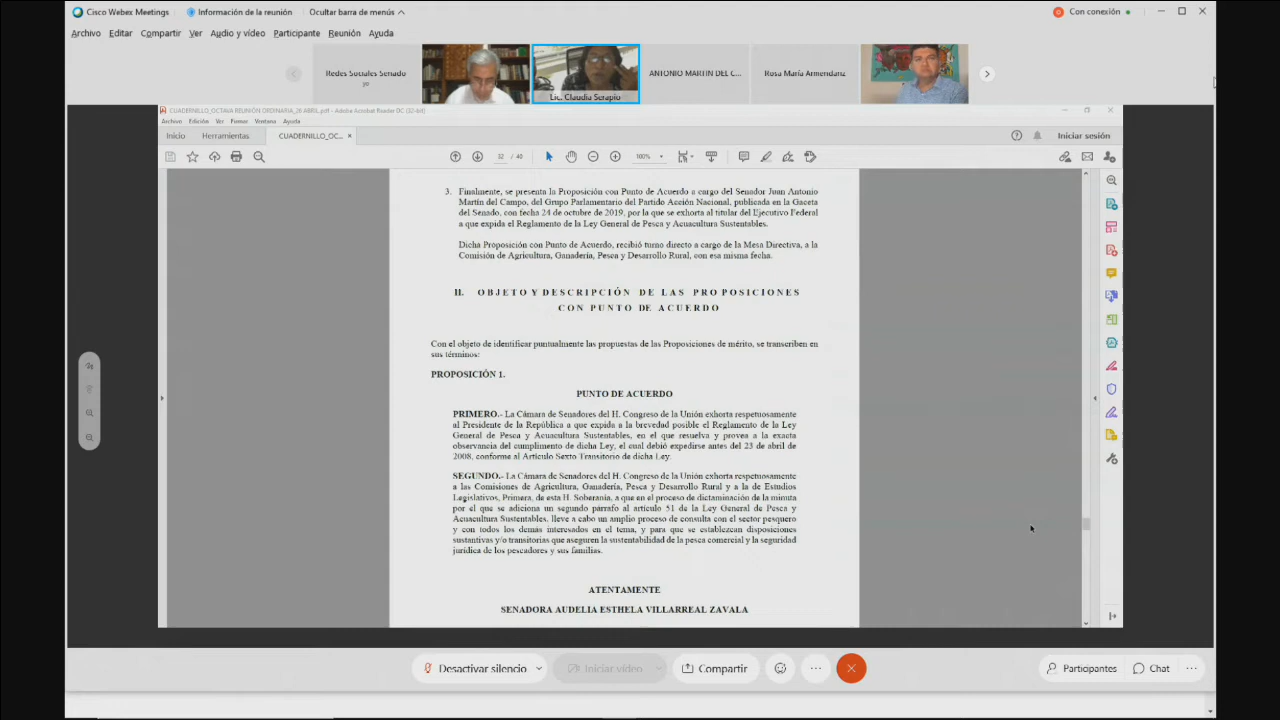 Cisco Webex Meetings
Información de la reunión
Ocultar barra de menús
Con conexión
Archivo Editar Compartir Ver Audio y vídeo Participante Reunión Ayuda
Redes Sociales Senado
Lic. Claudia Serapio
ANTONIO MARTIN DEL C...
Rosa María Armendariz
CUADERNILLO_OCTAVA REUNIÓN ORDINARIA_26 ABRIL.pdf - Adobe Acrobat Reader DC (32-bit)
Archivo Edición Ver Firmar Ventana Ayuda
Inicio Herramientas CUADERNILLO_OC... × Iniciar sesión
32 / 40 100%
3. Finalmente, se presenta la Proposición con Punto de Acuerdo a cargo del Senador Juan Antonio
Martín del Campo, del Grupo Parlamentario del Partido Acción Nacional, publicada en la Gaceta
del Senado, con fecha 24 de octubre de 2019, por la que se exhorta al titular del Ejecutivo Federal
a que expida el Reglamento de la Ley General de Pesca y Acuacultura Sustentables.
Dicha Proposición con Punto de Acuerdo, recibió turno directo a cargo de la Mesa Directiva, a la
Comisión de Agricultura, Ganadería, Pesca y Desarrollo Rural, con esa misma fecha.
II. OBJETO Y DESCRIPCIÓN DE LAS PROPOSICIONES
CON PUNTO DE ACUERDO
Con el objeto de identificar puntualmente las propuestas de las Proposiciones de mérito, se transcriben en
sus términos:
PROPOSICIÓN 1.
PUNTO DE ACUERDO
PRIMERO.- La Cámara de Senadores del H. Congreso de la Unión exhorta respetuosamente
al Presidente de la República a que expida a la brevedad posible el Reglamento de la Ley
General de Pesca y Acuacultura Sustentables, en el que resuelva y provea a la exacta
observancia del cumplimiento de dicha Ley, el cual debió expedirse antes del 23 de abril de
2008, conforme al Artículo Sexto Transitorio de dicha Ley.
SEGUNDO.- La Cámara de Senadores del H. Congreso de la Unión exhorta respetuosamente
a las Comisiones de Agricultura, Ganadería, Pesca y Desarrollo Rural y a la de Estudios
Legislativos, Primera, de esta H. Soberanía, a que en el proceso de dictaminación de la minuta
por el que se adiciona un segundo párrafo al artículo 51 de la Ley General de Pesca y
Acuacultura Sustentables, lleve a cabo un amplio proceso de consulta con el sector pesquero
y con todos los demás interesados en el tema, y para que se establezcan disposiciones
sustantivas y/o transitorias que aseguren la sustentabilidad de la pesca comercial y la seguridad
jurídica de los pescadores y sus familias.
ATENTAMENTE
SENADORA AUDELIA ESTHELA VILLARREAL ZAVALA
Desactivar silencio Iniciar vídeo Compartir Participantes Chat